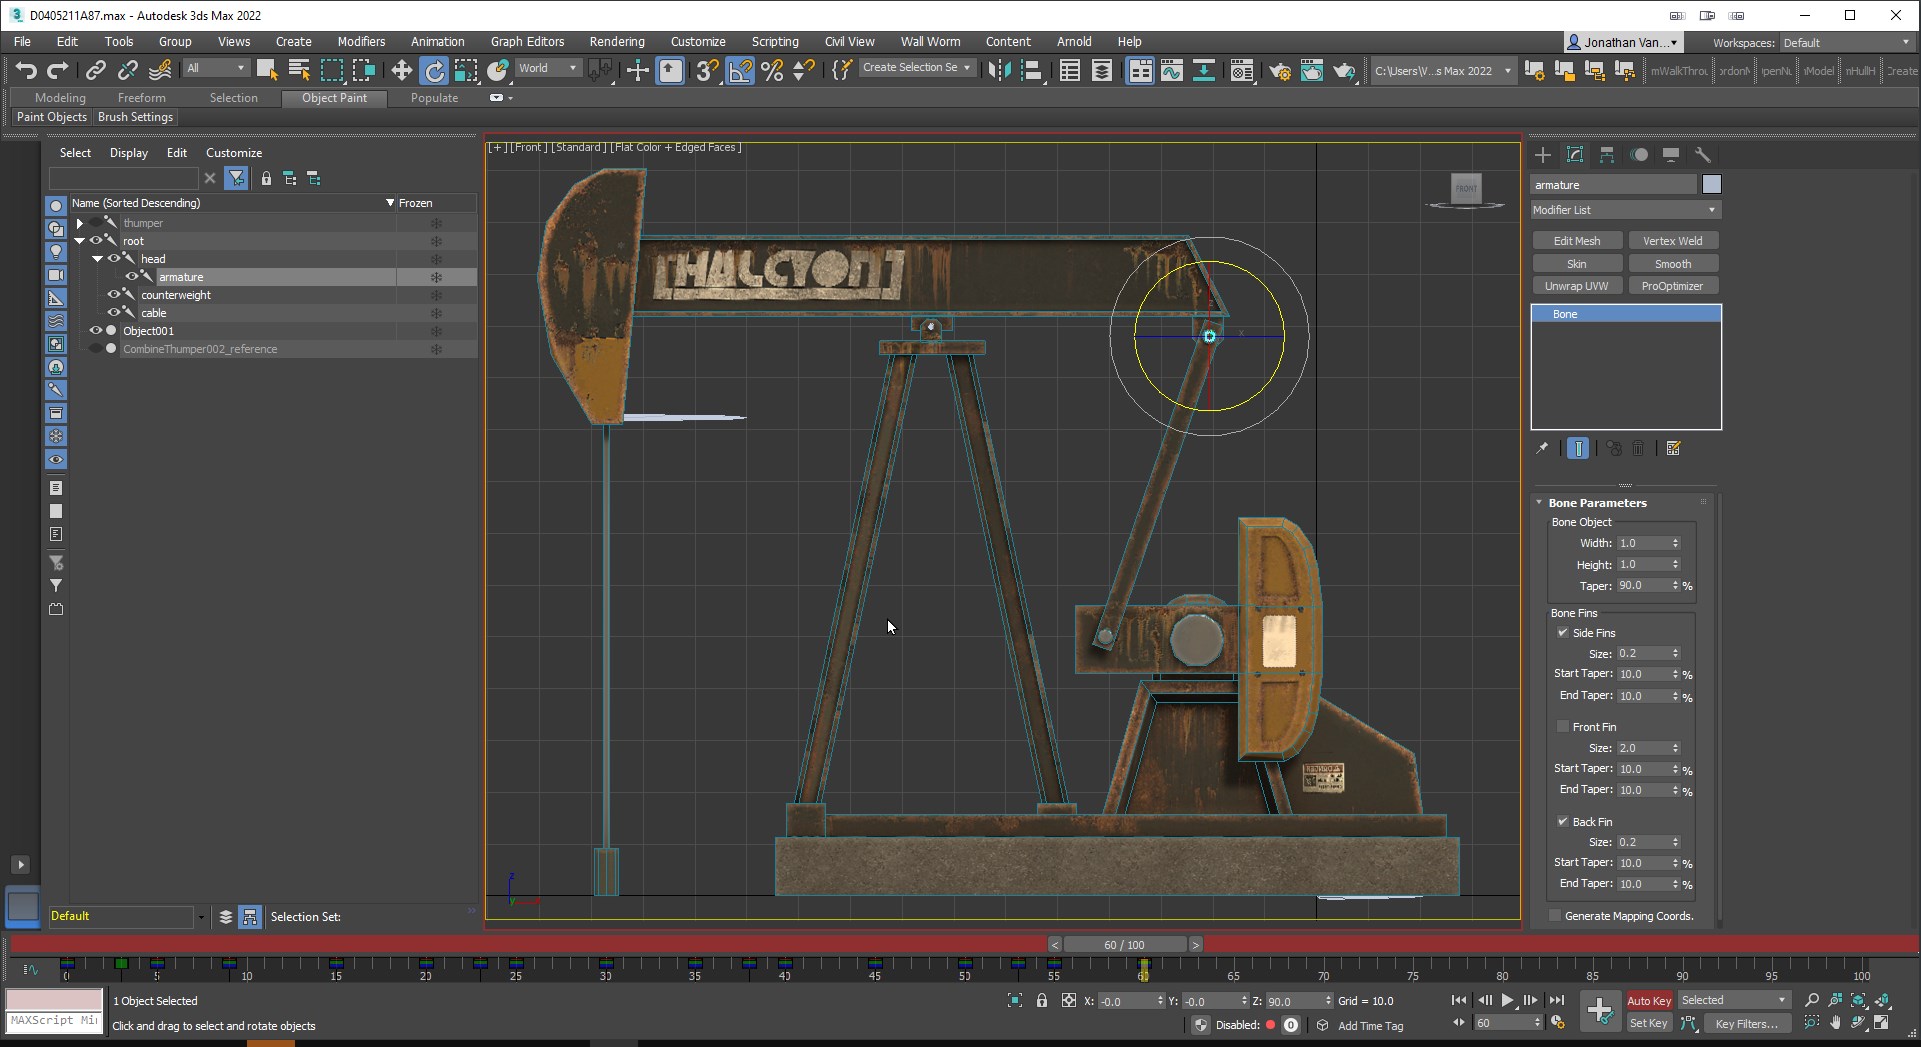 D0405211A87.max - Autodesk 3ds Max 2022
File Edit Tools Group Views Create Modifiers Animation Graph Editors Rendering Customize Scripting Civil View Wall Worm Content Arnold Help
Jonathan Van...
Workspaces: Default
All
World
Create Selection Se
C:\Users\V...s Max 2022
Modeling Freeform Selection Object Paint Populate
Paint Objects Brush Settings
Select Display Edit Customize
Name (Sorted Descending) Frozen
thumper
root
head
armature
counterweight
cable
Object001
CombineThumper002_reference
Default
Selection Set:
[+] [Front] [Standard] [Flat Color + Edged Faces]
FRONT
HALCYON
x
z
armature
Modifier List
Edit Mesh Vertex Weld
Skin Smooth
Unwrap UVW ProOptimizer
Bone
Bone Parameters
Bone Object
Width: 1.0
Height: 1.0
Taper: 90.0 %
Bone Fins
Side Fins
Size: 0.2
Start Taper: 10.0 %
End Taper: 10.0 %
Front Fin
Size: 2.0
Start Taper: 10.0 %
End Taper: 10.0 %
Back Fin
Size: 0.2
Start Taper: 10.0 %
End Taper: 10.0 %
Generate Mapping Coords.
< 60 / 100 >
0 5 10 15 20 25 30 35 40 45 50 55 60 65 70 75 80 85 90 95 100
1 Object Selected
MAXScript Mi
Click and drag to select and rotate objects
X: -0.0 Y: -0.0 Z: 90.0 Grid = 10.0
Disabled: 0
Add Time Tag
60
Auto Key Selected
Set Key Key Filters...